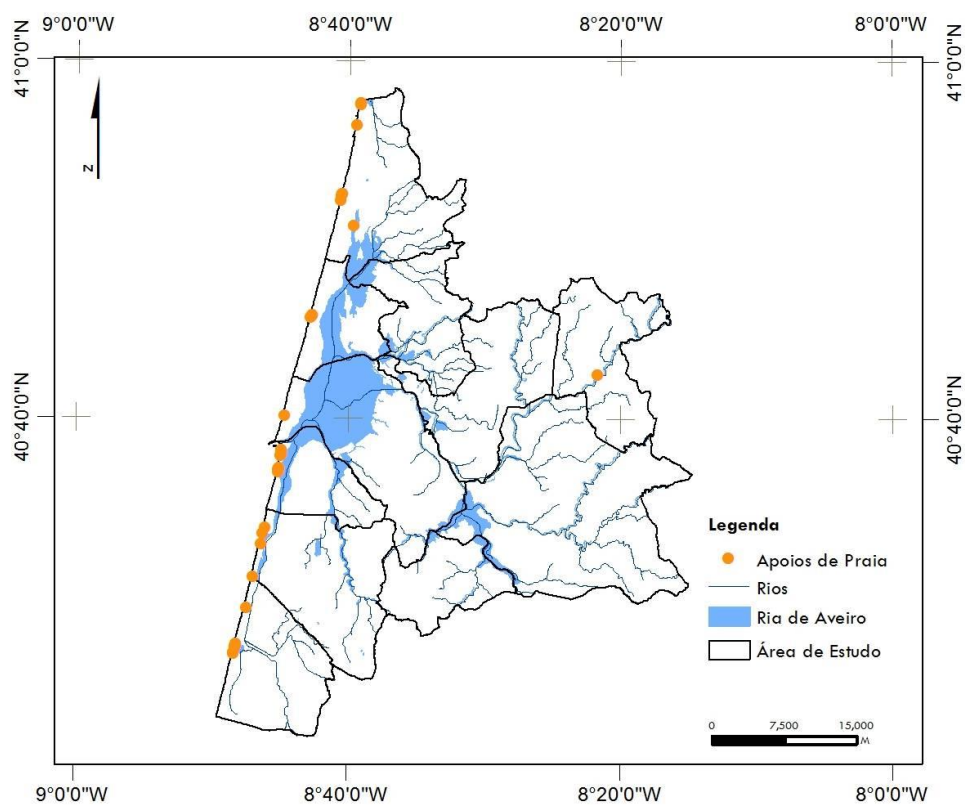 9°0'0"W 8°40'0"W 8°20'0"W 8°0'0"W
41°0'0"N
41°0'0"N
z
40°40'0"N
40°40'0"N
Legenda
Apoios de Praia
Rios
Ria de Aveiro
Área de Estudo
0 7,500 15,000
M
9°0'0"W 8°40'0"W 8°20'0"W 8°0'0"W